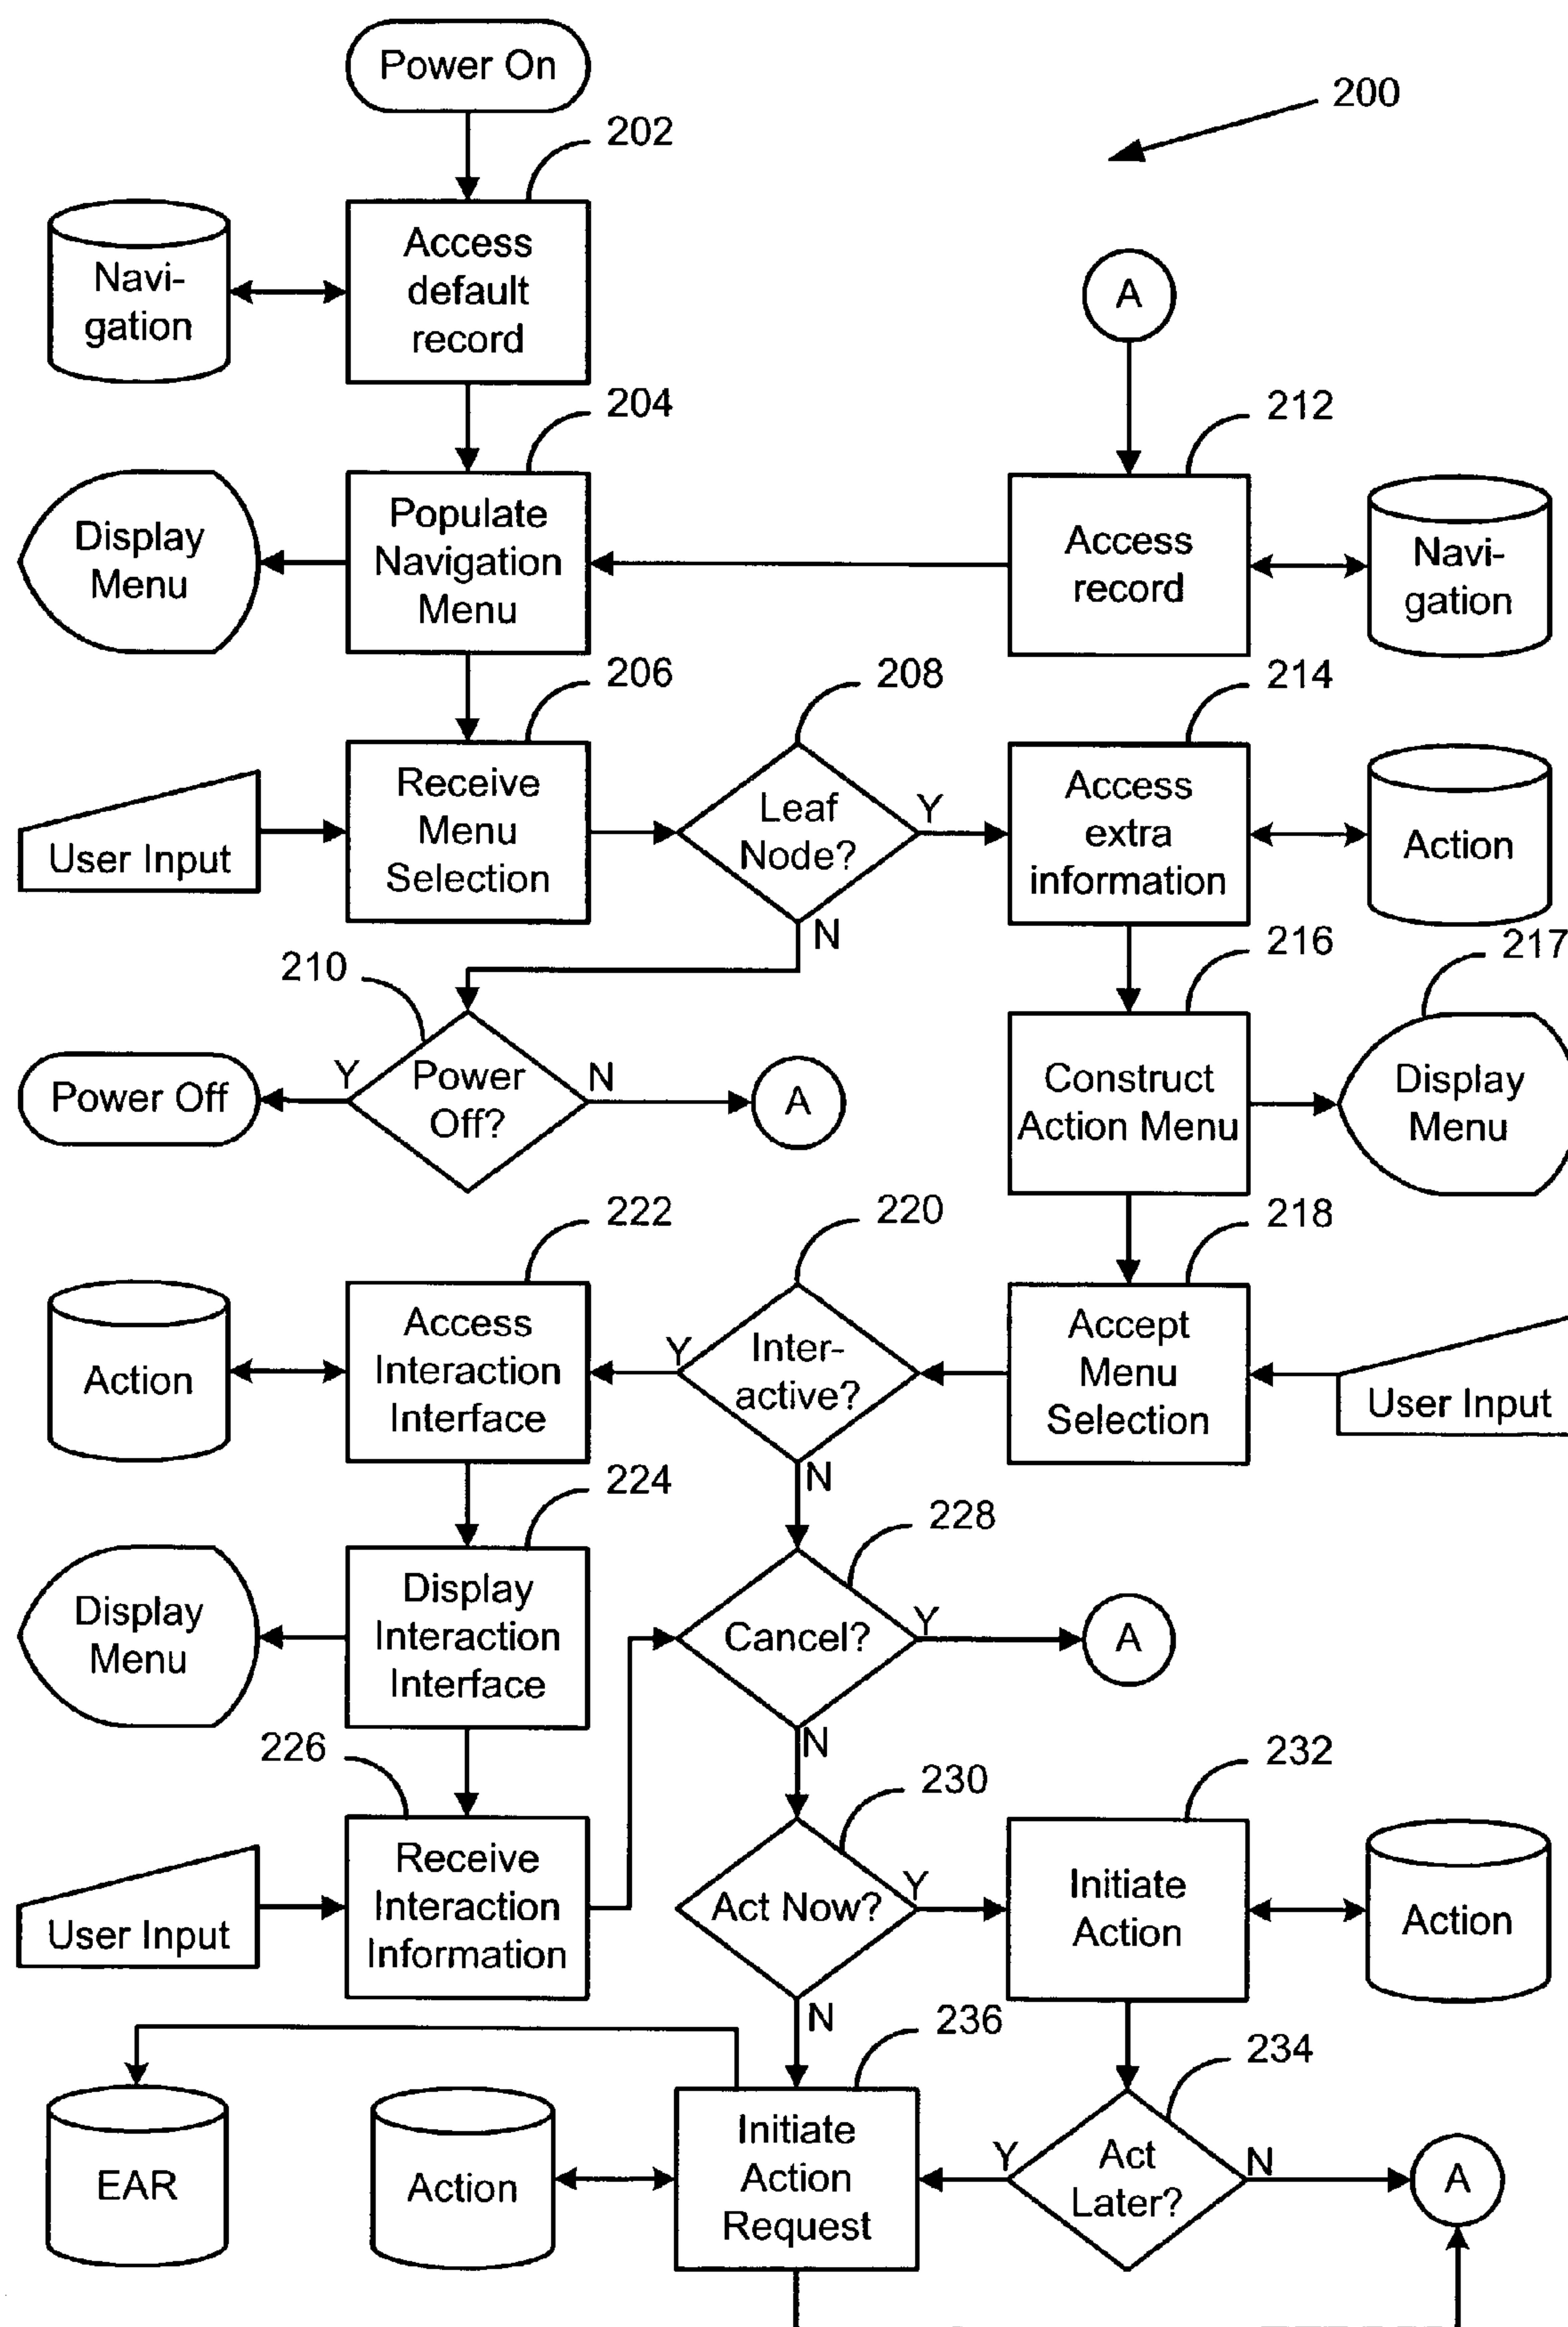 Power On
200
202
Navi-
gation
Access
default
record
A
204
212
Display
Menu
Populate
Navigation
Menu
Access
record
Navi-
gation
206
208
214
User Input
Receive
Menu
Selection
Leaf
Node?
Y
N
Access
extra
information
Action
210
216
217
Power Off
Y
Power
Off?
N
A
Construct
Action Menu
Display
Menu
222
220
218
Action
Access
Interaction
Interface
Y
Inter-
active?
N
Accept
Menu
Selection
User Input
224
228
Display
Menu
Display
Interaction
Interface
Cancel?
Y
N
A
226
230
232
User Input
Receive
Interaction
Information
Act Now?
Y
N
Initiate
Action
Action
236
234
EAR
Action
Initiate
Action
Request
Y
Act
Later?
N
A